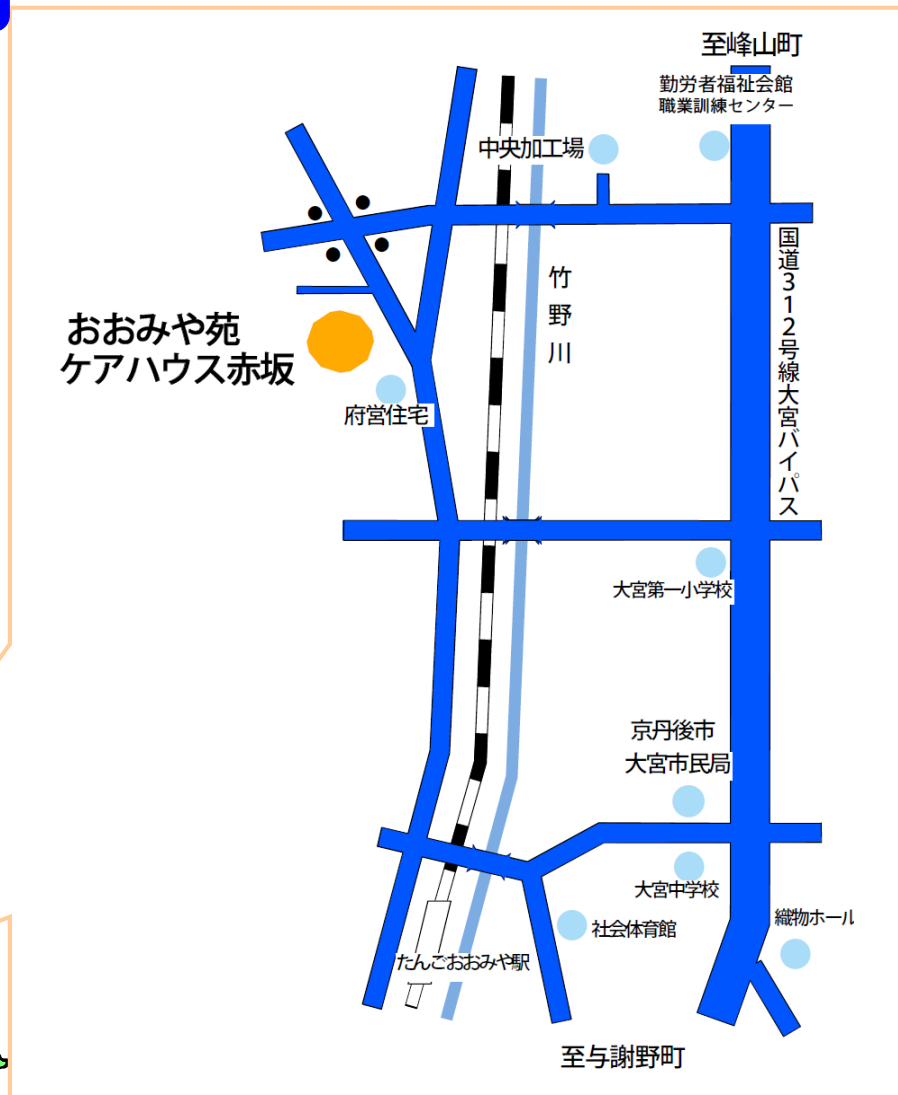 至峰山町
勤労者福祉会館
職業訓練センター
中央加工場
国道312号線大宮バイパス
竹野川
おおみや苑
ケアハウス赤坂
府営住宅
大宮第一小学校
京丹後市
大宮市民局
大宮中学校
織物ホール
社会体育館
たんごおおみや駅
至与謝野町